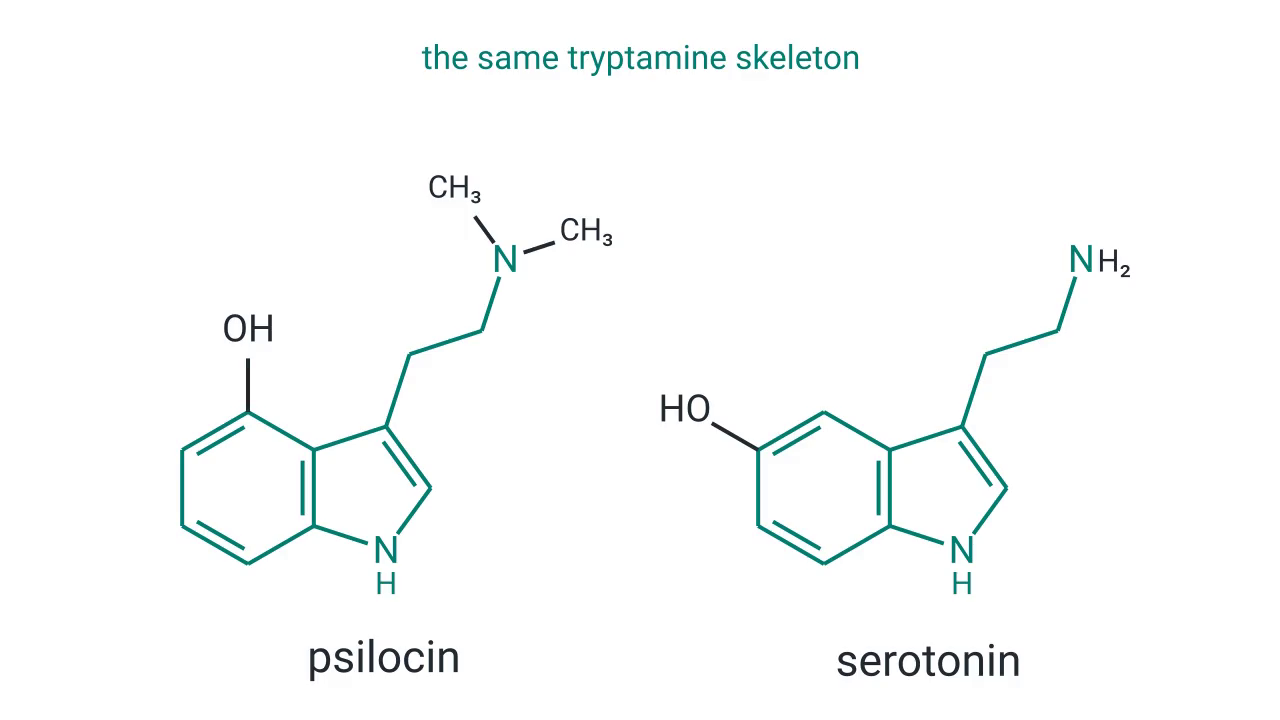 the same tryptamine skeleton
CH₃
CH₃
N
NH₂
OH
HO
N
H
N
H
psilocin
serotonin